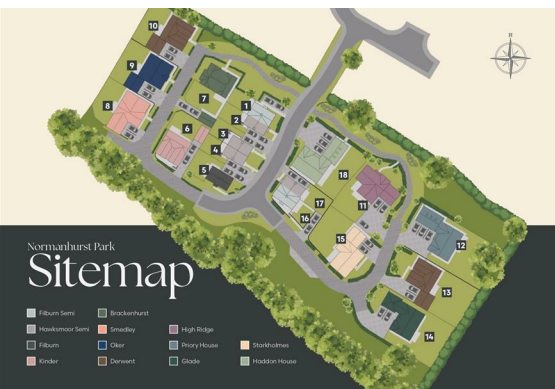 N
10
9
8
7
1
2
3
4
6
5
18
17
16
11
15
12
13
14
Normanhurst Park
Sitemap
Filburn Semi
Brackenhurst
Hawksmoor Semi
Smedley
High Ridge
Filburn
Oker
Priory House
Starkholmes
Kinder
Derwent
Glade
Haddon House